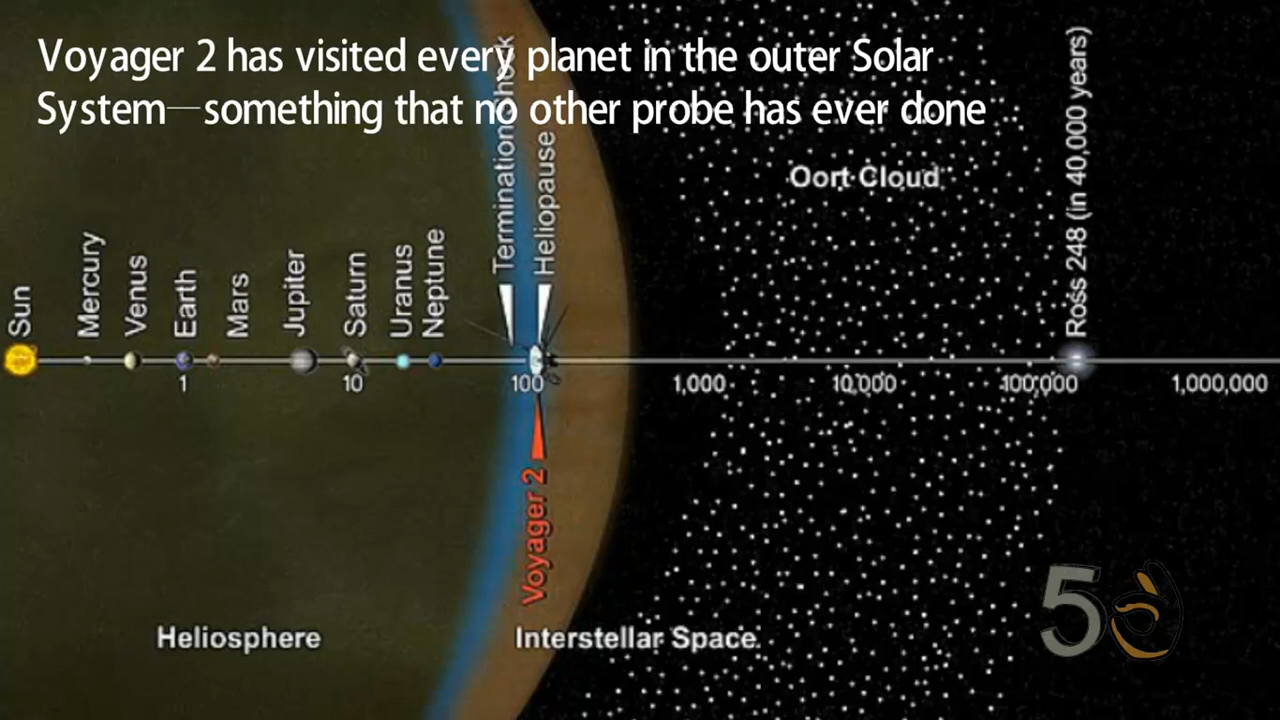 Voyager 2 has visited every planet in the outer Solar
System—something that no other probe has ever done
Oort Cloud
Sun
Mercury
Venus
Earth
Mars
Jupiter
Saturn
Uranus
Neptune
Termination Shock
Heliopause
Ross 248 (in 40,000 years)
1
10
100
1,000
10,000
100,000
1,000,000
Voyager 2
Heliosphere
Interstellar Space
5